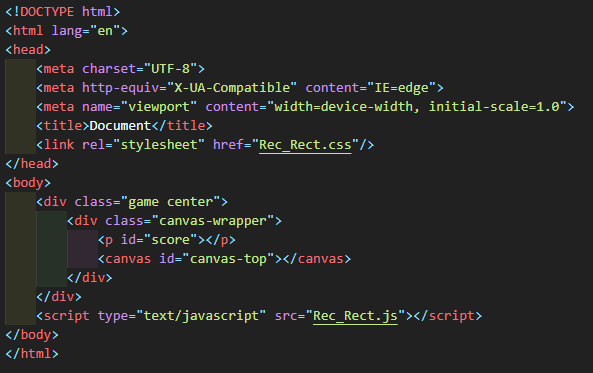 <!DOCTYPE html>
<html lang="en">
<head>
    <meta charset="UTF-8">
    <meta http-equiv="X-UA-Compatible" content="IE=edge">
    <meta name="viewport" content="width=device-width, initial-scale=1.0">
    <title>Document</title>
    <link rel="stylesheet" href="Rec_Rect.css"/>
</head>
<body>
    <div class="game center">
        <div class="canvas-wrapper">
            <p id="score"></p>
            <canvas id="canvas-top"></canvas>
        </div>
    </div>
    <script type="text/javascript" src="Rec_Rect.js"></script>
</body>
</html>